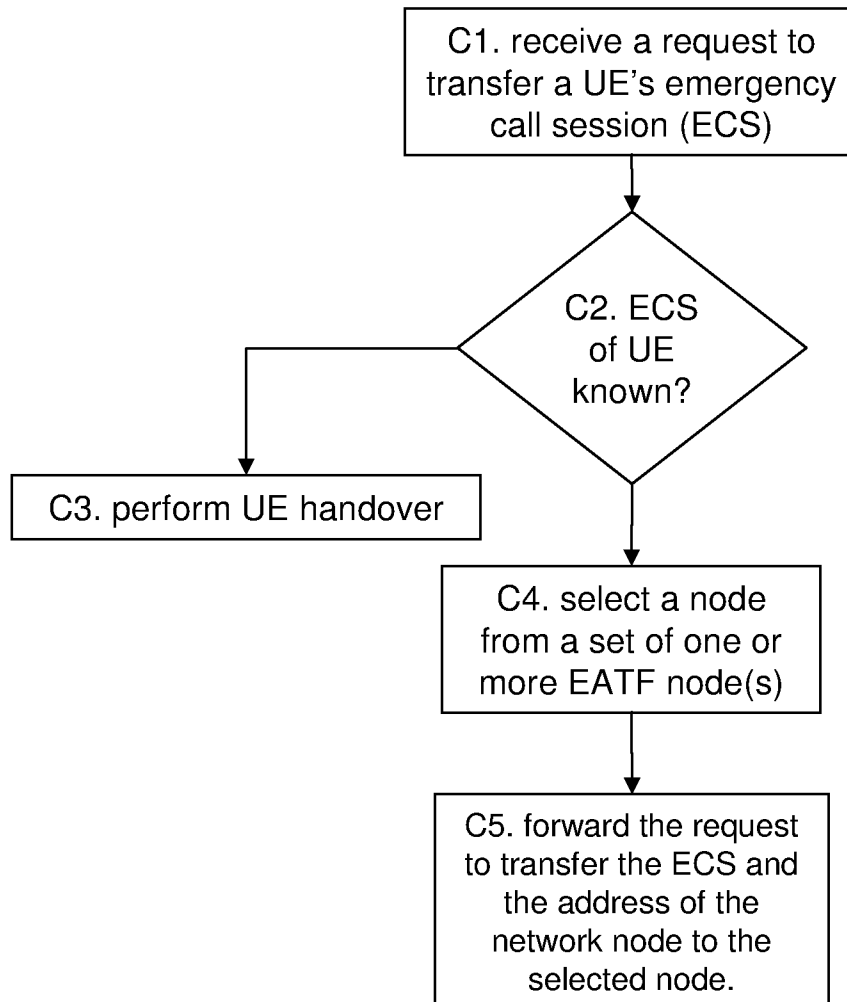 C1. receive a request to
transfer a UE's emergency
call session (ECS)
C2. ECS
of UE
known?
C3. perform UE handover
C4. select a node
from a set of one or
more EATF node(s)
C5. forward the request
to transfer the ECS and
the address of the
network node to the
selected node.